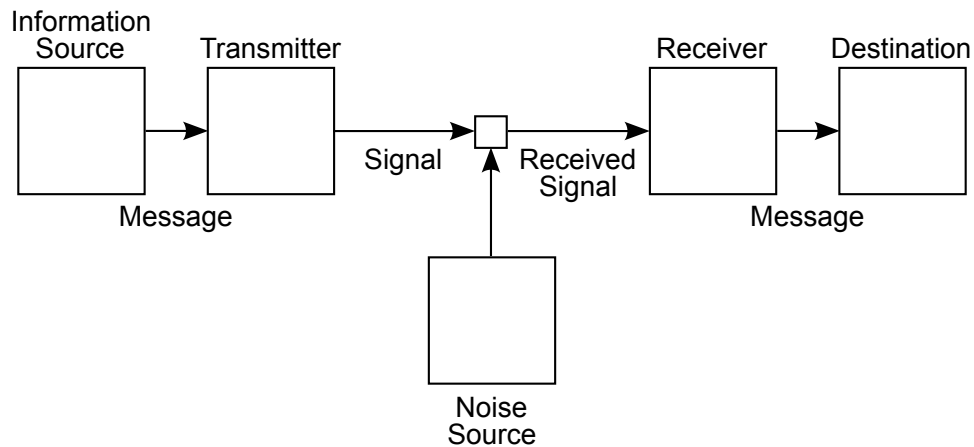 Information
Source
Transmitter
Receiver
Destination
Signal
Received
Signal
Message
Message
Noise
Source